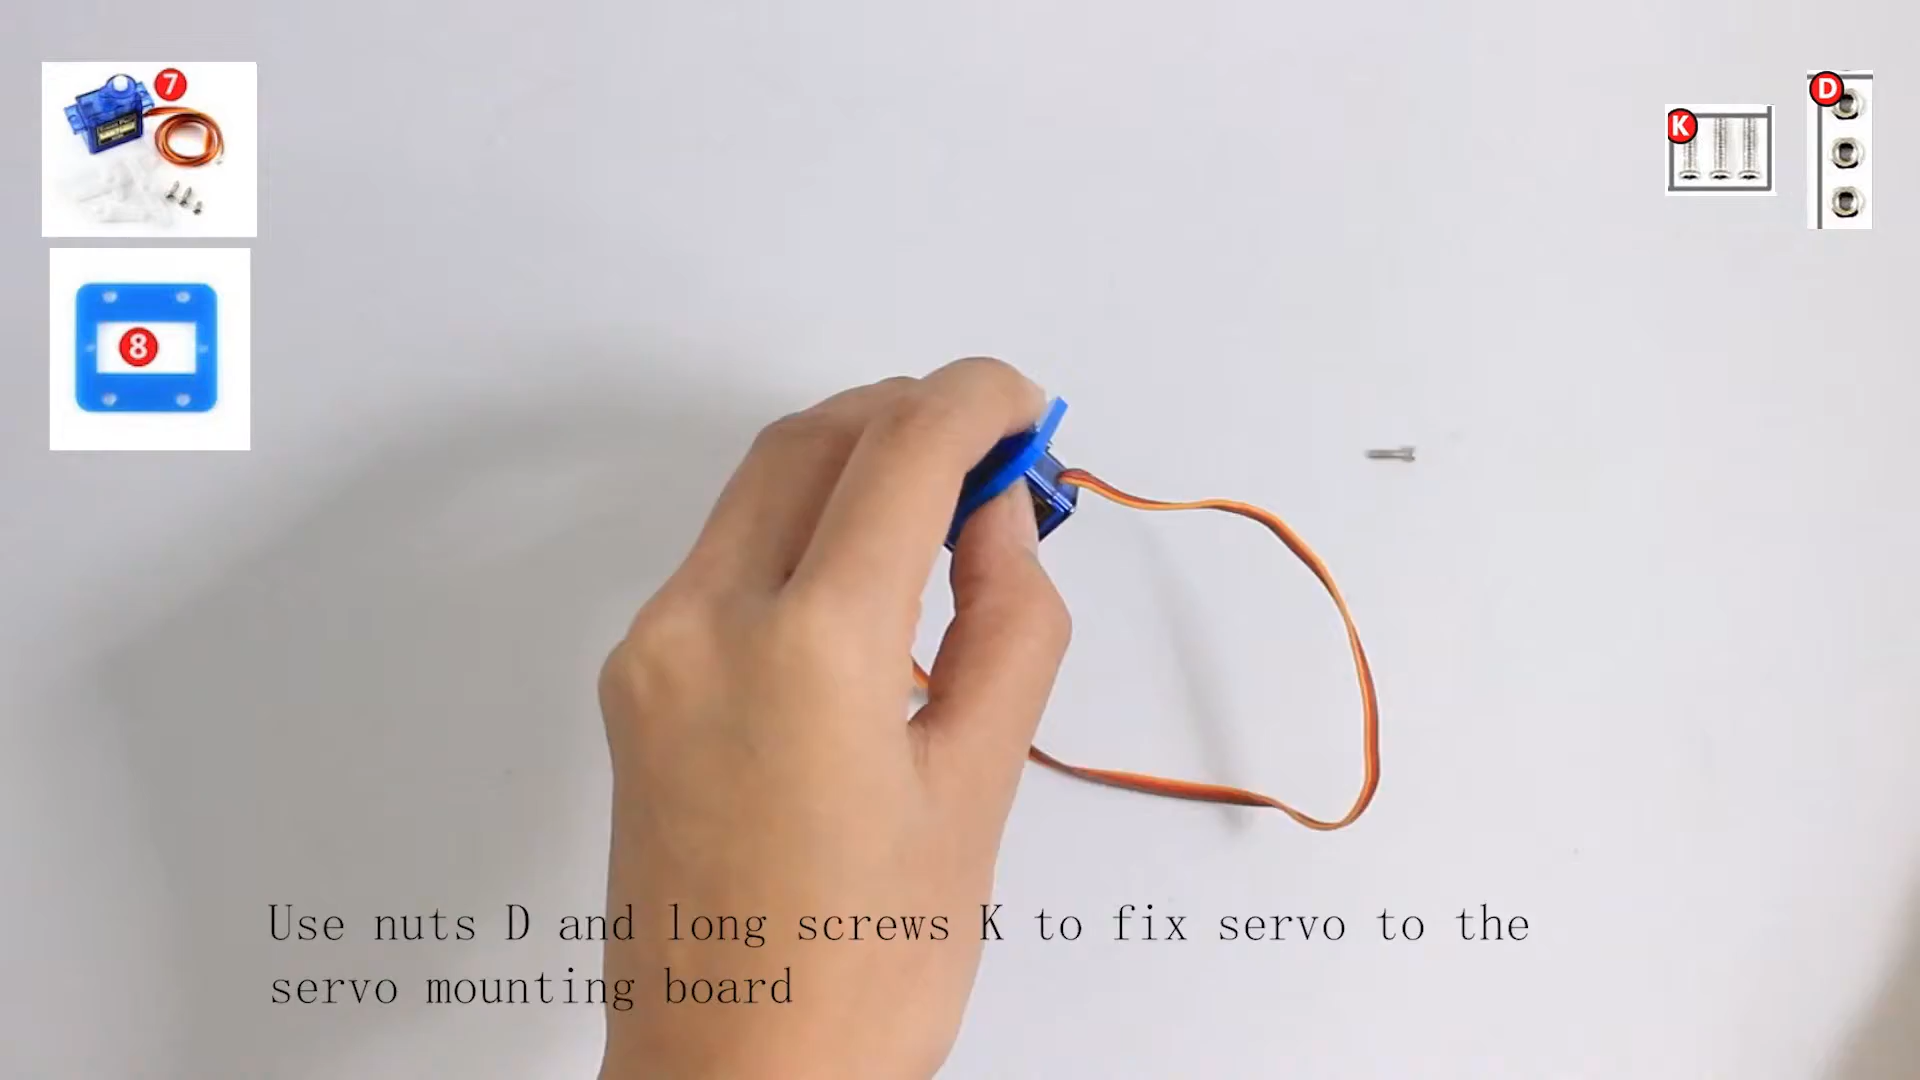 7
K
D
8
Use nuts D and long screws K to fix servo to the
servo mounting board